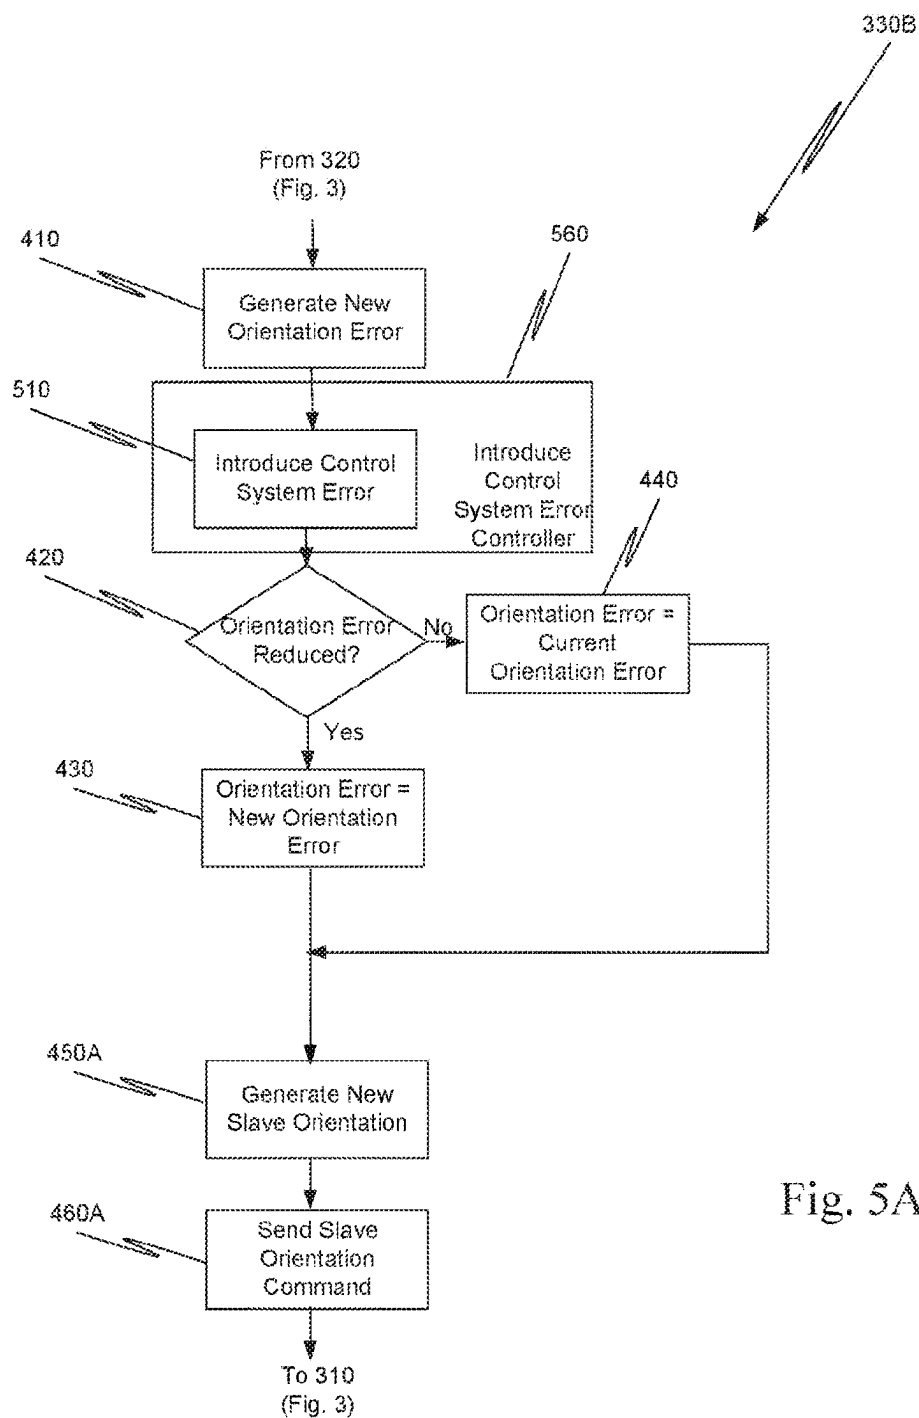 330B
From 320
(Fig. 3)
410
560
Generate New
Orientation Error
510
Introduce Control
System Error
Introduce
Control
System Error
Controller
440
420
Orientation Error
Reduced?
No
Orientation Error =
Current
Orientation Error
Yes
430
Orientation Error =
New Orientation
Error
450A
Generate New
Slave Orientation
460A
Send Slave
Orientation
Command
Fig. 5A
To 310
(Fig. 3)